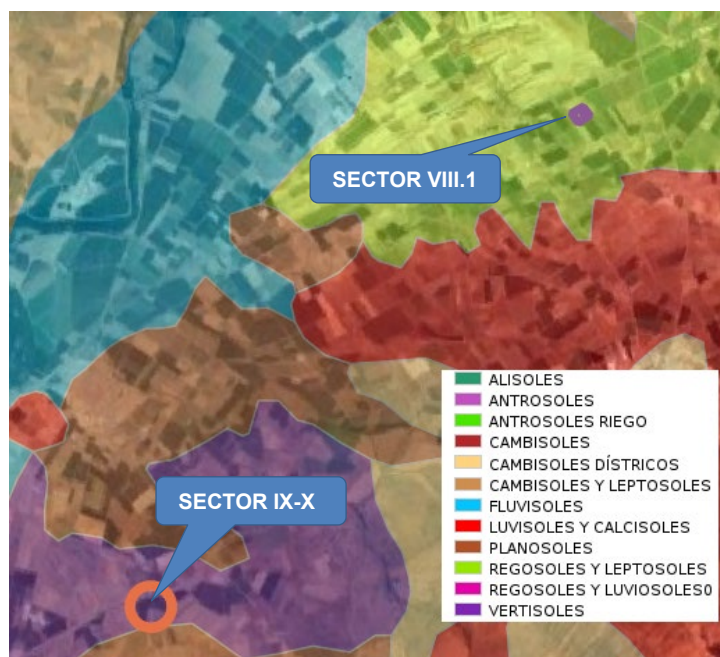 SECTOR VIII.1
SECTOR IX-X
ALISOLES
ANTROSOLES
ANTROSOLES RIEGO
CAMBISOLES
CAMBISOLES DÍSTRICOS
CAMBISOLES Y LEPTOSOLES
FLUVISOLES
LUVISOLES Y CALCISOLES
PLANOSOLES
REGOSOLES Y LEPTOSOLES
REGOSOLES Y LUVIOSOLES0
VERTISOLES